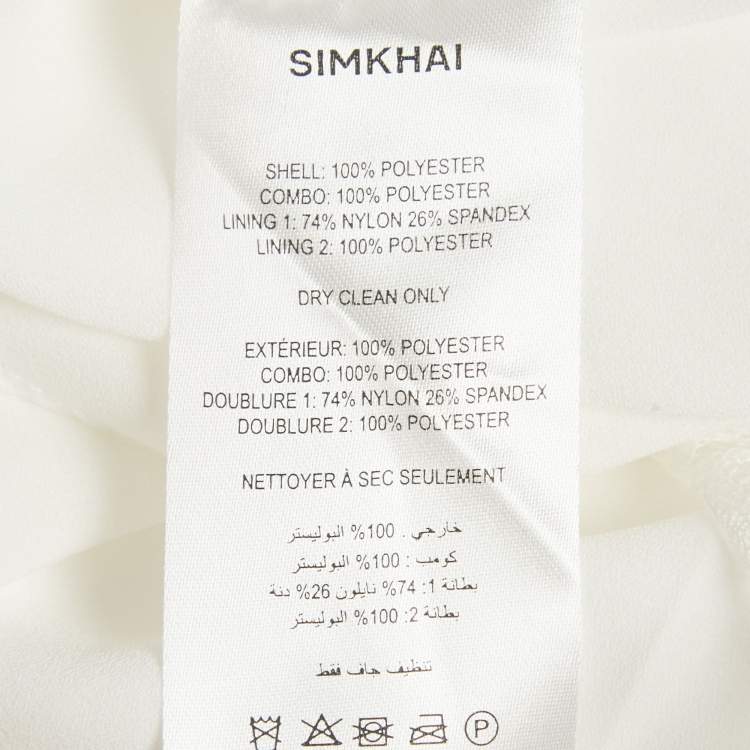 SIMKHAI
SHELL: 100% POLYESTER
COMBO: 100% POLYESTER
LINING 1: 74% NYLON 26% SPANDEX
LINING 2: 100% POLYESTER
DRY CLEAN ONLY
EXTÉRIEUR: 100% POLYESTER
COMBO: 100% POLYESTER
DOUBLURE 1: 74% NYLON 26% SPANDEX
DOUBLURE 2: 100% POLYESTER
NETTOYER À SEC SEULEMENT
خارجي . 100% البوليستر
كومب : 100% البوليستر
بطانة 1: 74% نايلون 26% دنة
بطانة 2: 100% البوليستر
تنظيف جاف فقط
P